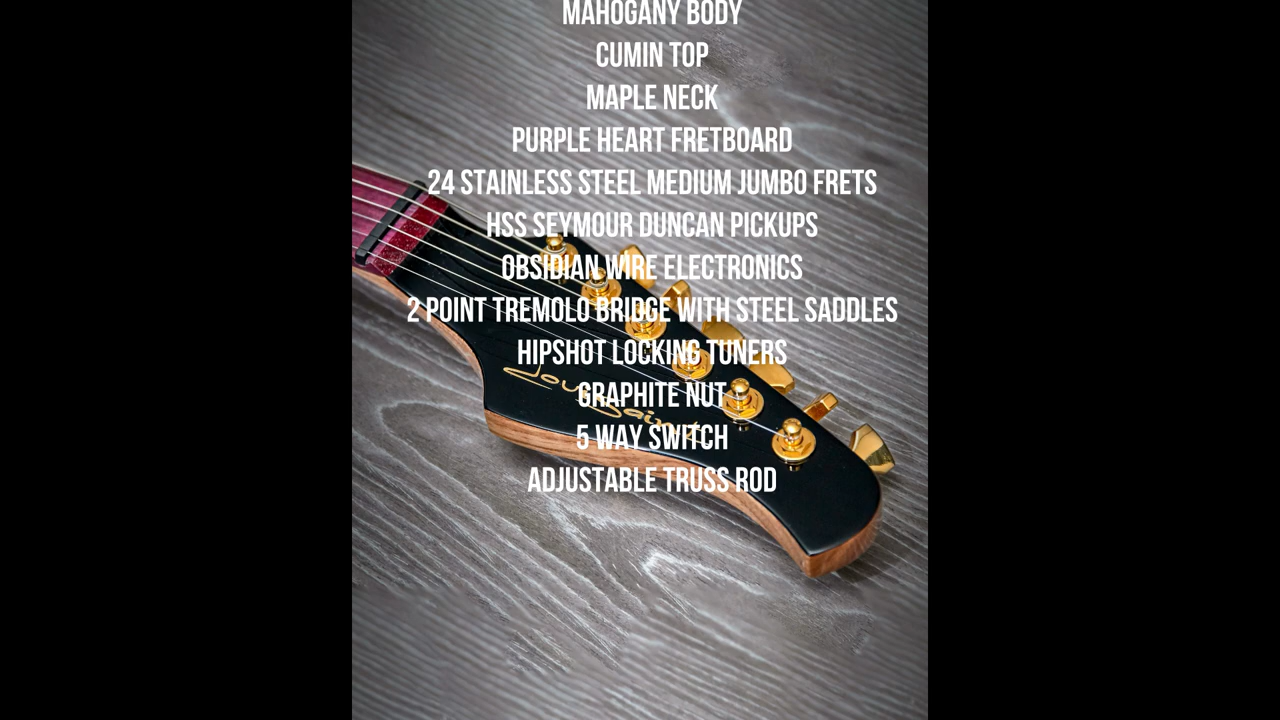 MAHOGANY BODY
CUMIN TOP
MAPLE NECK
PURPLE HEART FRETBOARD
24 STAINLESS STEEL MEDIUM JUMBO FRETS
HSS SEYMOUR DUNCAN PICKUPS
OBSIDIAN WIRE ELECTRONICS
2 POINT TREMOLO BRIDGE WITH STEEL SADDLES
HIPSHOT LOCKING TUNERS
GRAPHITE NUT
5 WAY SWITCH
ADJUSTABLE TRUSS ROD